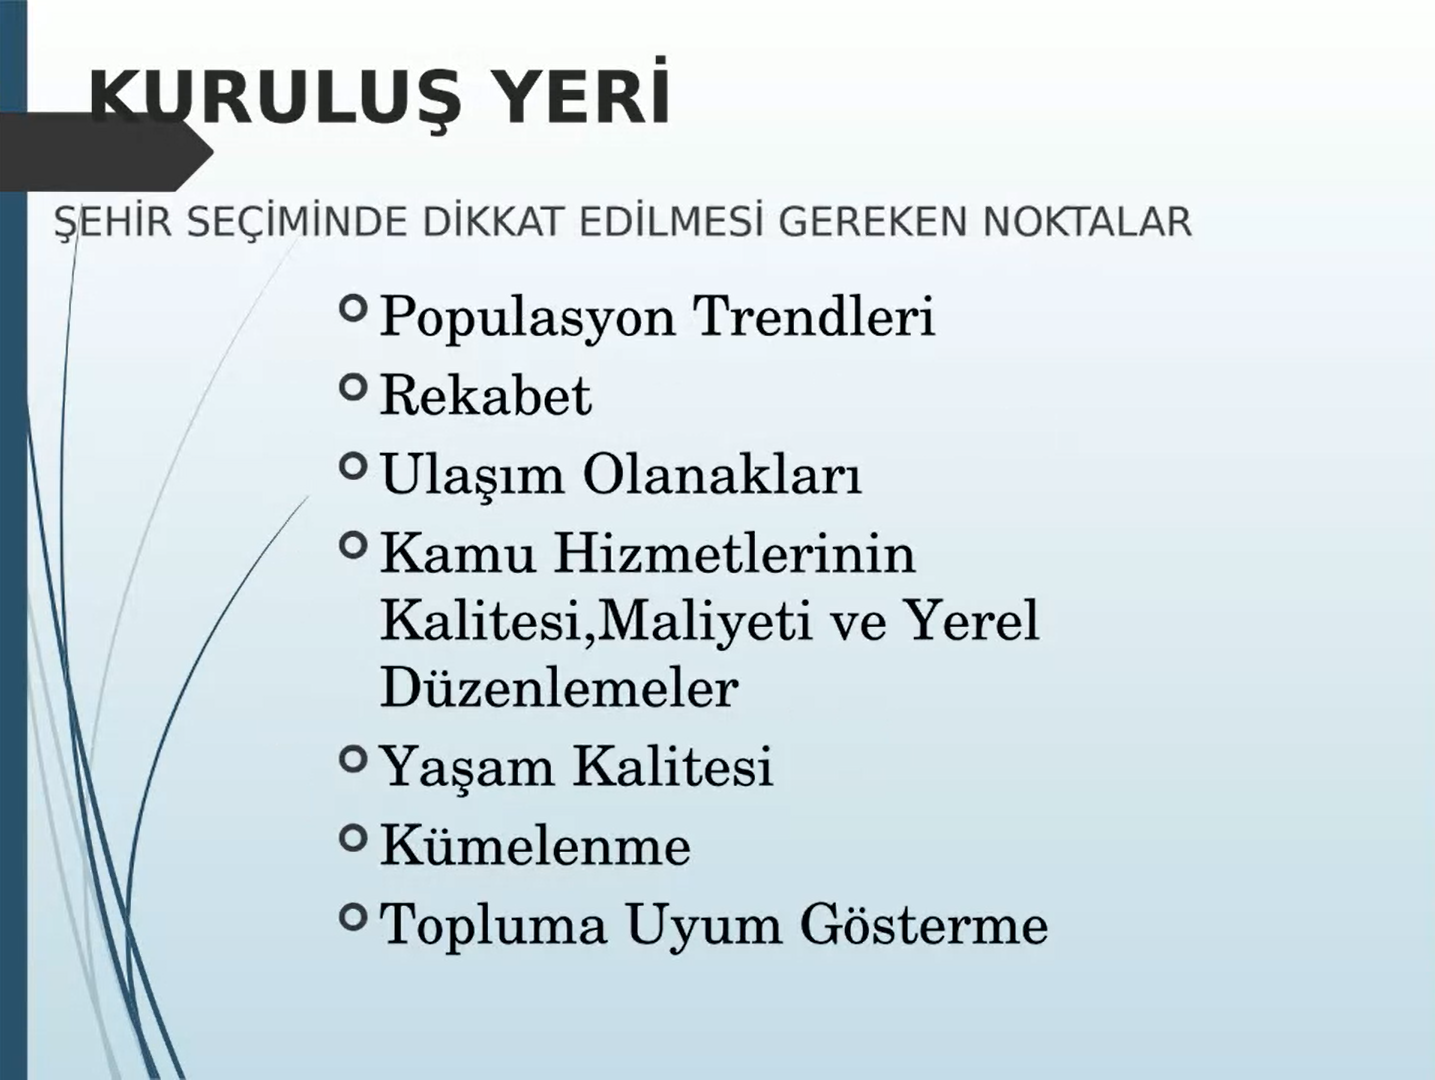 KURULUŞ YERİ
ŞEHİR SEÇİMİNDE DİKKAT EDİLMESİ GEREKEN NOKTALAR
Populasyon Trendleri
Rekabet
Ulaşım Olanakları
Kamu Hizmetlerinin
Kalitesi,Maliyeti ve Yerel
Düzenlemeler
Yaşam Kalitesi
Kümelenme
Topluma Uyum Gösterme